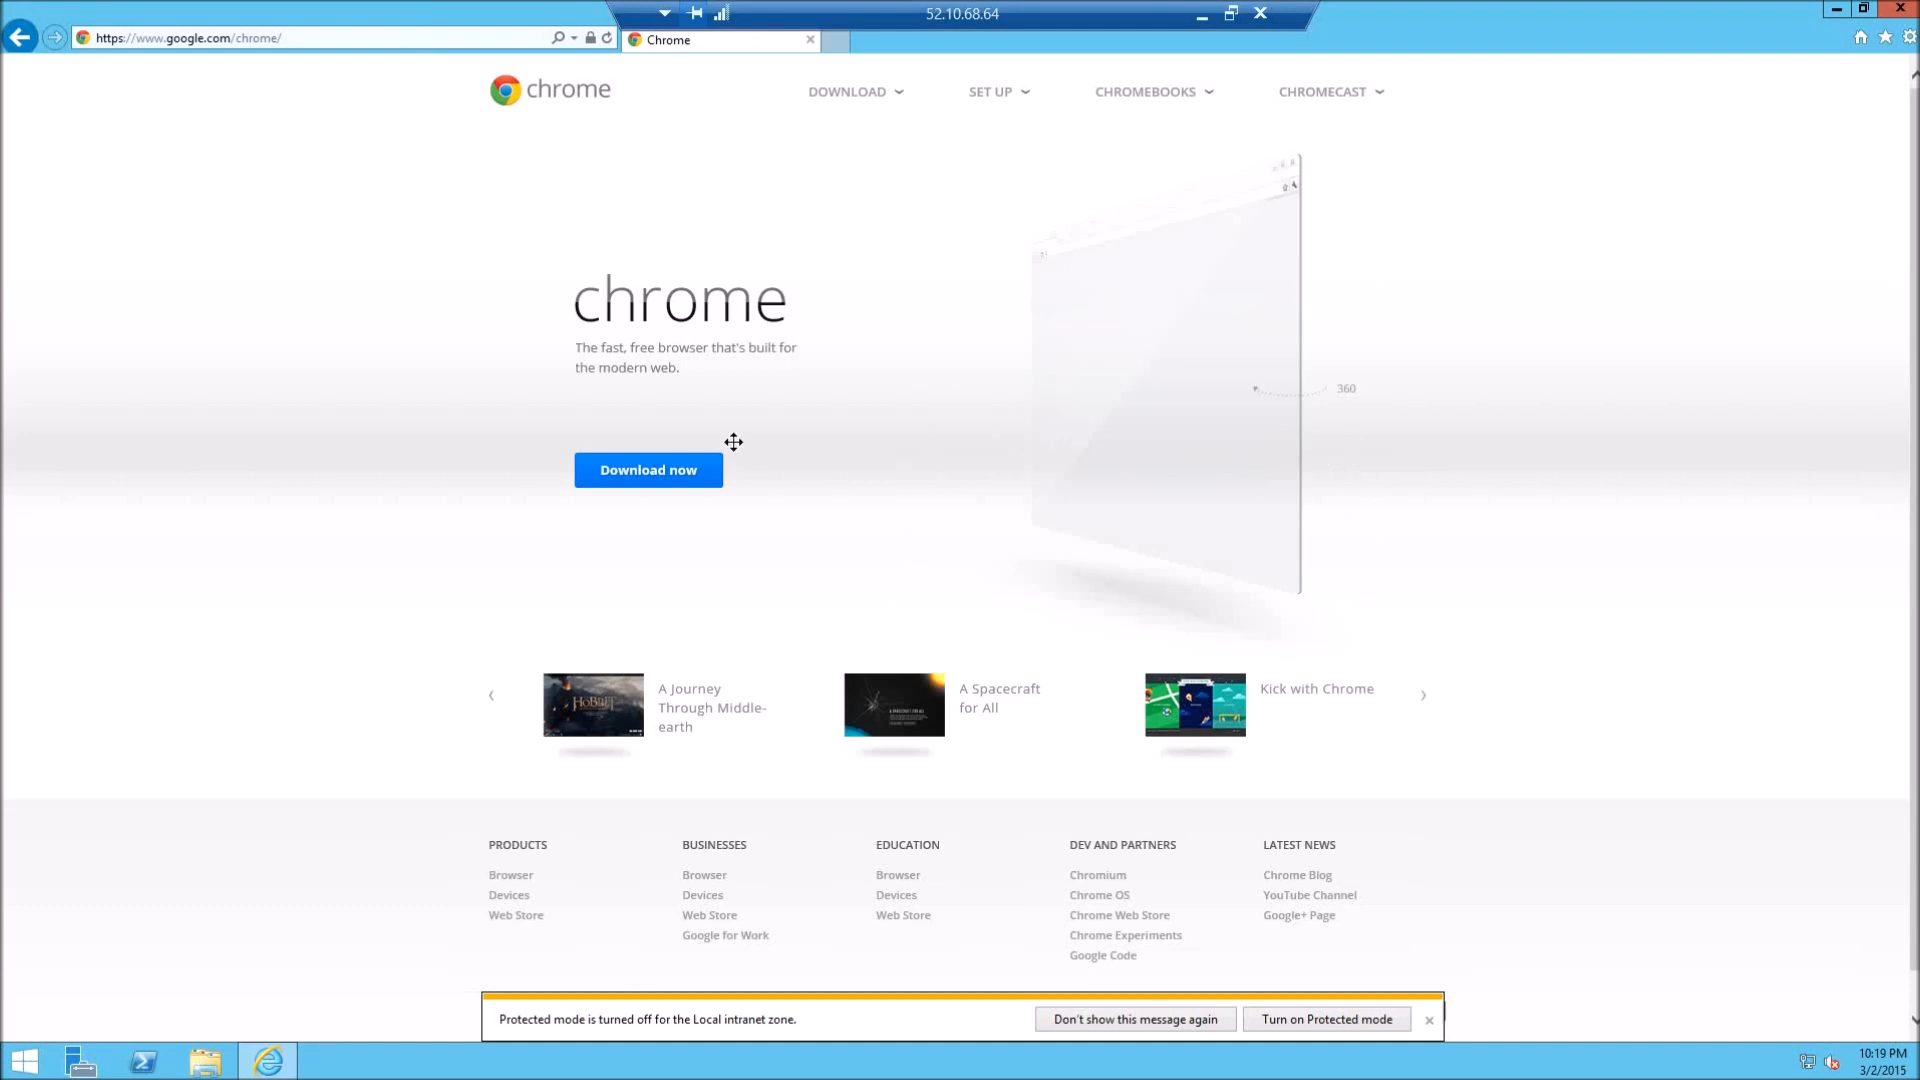 52.10.68.64
https://www.google.com/chrome/
Chrome
chrome
DOWNLOAD
SET UP
CHROMEBOOKS
CHROMECAST
chrome
The fast, free browser that's built for
the modern web.
360
Download now
HOBBIT
A Journey
Through Middle-
earth
A SPACECRAFT FOR ALL
A Spacecraft
for All
Kick with Chrome
PRODUCTS
Browser
Devices
Web Store
BUSINESSES
Browser
Devices
Web Store
Google for Work
EDUCATION
Browser
Devices
Web Store
DEV AND PARTNERS
Chromium
Chrome OS
Chrome Web Store
Chrome Experiments
Google Code
LATEST NEWS
Chrome Blog
YouTube Channel
Google+ Page
Protected mode is turned off for the Local intranet zone.
Don't show this message again
Turn on Protected mode
10:19 PM
3/2/2015